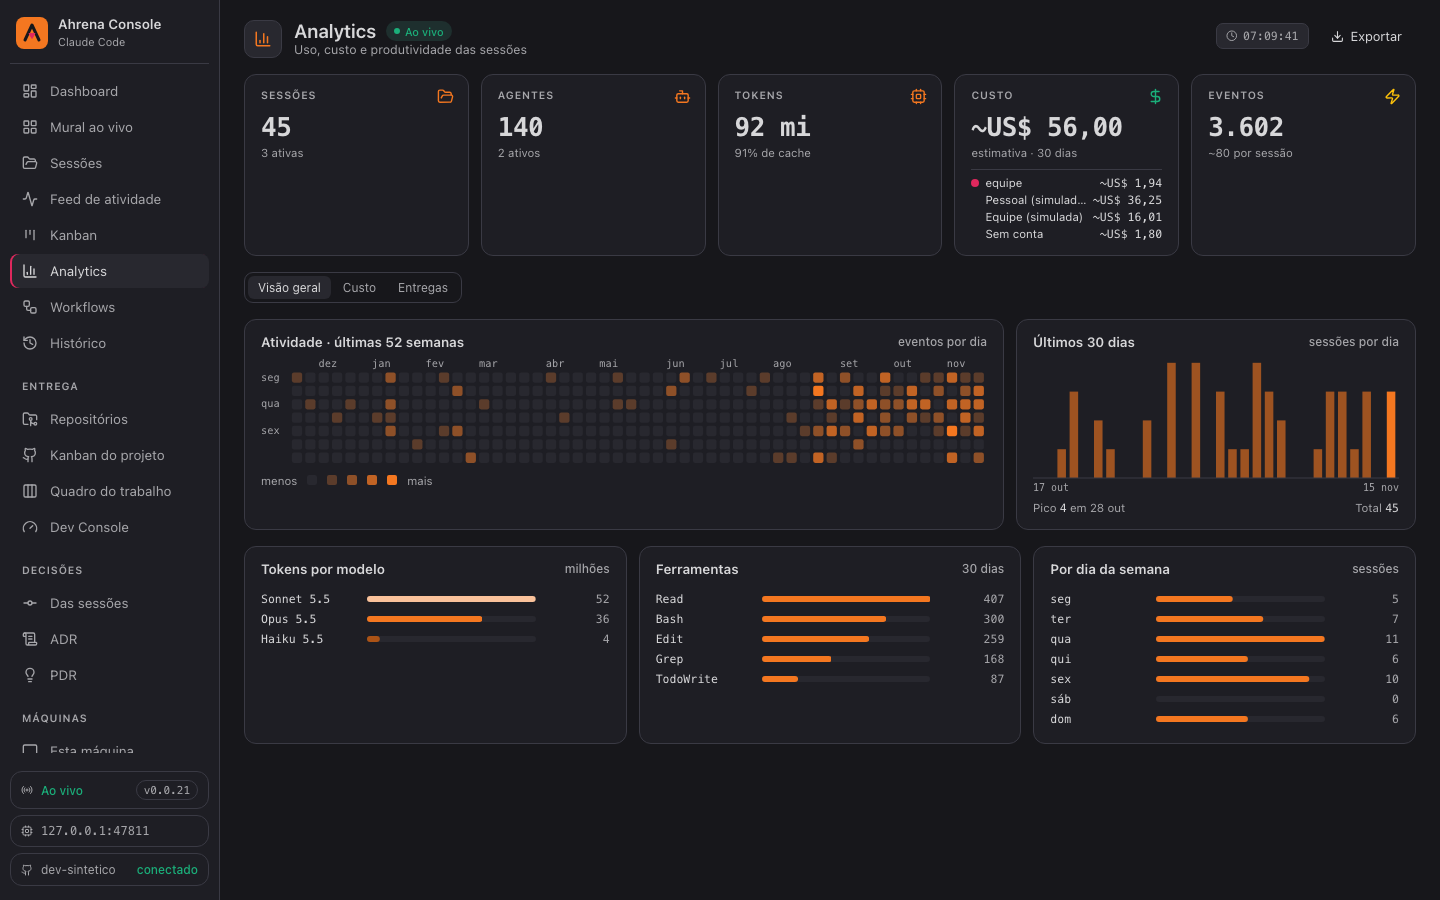 Ahrena Console
Claude Code
Dashboard
Mural ao vivo
Sessões
Feed de atividade
Kanban
Analytics
Workflows
Histórico
ENTREGA
Repositórios
Kanban do projeto
Quadro do trabalho
Dev Console
DECISÕES
Das sessões
ADR
PDR
MÁQUINAS
Esta máquina
Ao vivo v0.0.21
127.0.0.1:47811
dev-sintetico conectado
Analytics Ao vivo
Uso, custo e produtividade das sessões
07:09:41 Exportar
SESSÕES
45
3 ativas
AGENTES
140
2 ativos
TOKENS
92 mi
91% de cache
CUSTO
~US$ 56,00
estimativa · 30 dias
equipe ~US$ 1,94
Pessoal (simulad… ~US$ 36,25
Equipe (simulada) ~US$ 16,01
Sem conta ~US$ 1,80
EVENTOS
3.602
~80 por sessão
Visão geral Custo Entregas
Atividade · últimas 52 semanas eventos por dia
dez jan fev mar abr mai jun jul ago set out nov
seg
qua
sex
menos mais
Últimos 30 dias sessões por dia
17 out 15 nov
Pico 4 em 28 out Total 45
Tokens por modelo milhões
Sonnet 5.5 52
Opus 5.5 36
Haiku 5.5 4
Ferramentas 30 dias
Read 407
Bash 300
Edit 259
Grep 168
TodoWrite 87
Por dia da semana sessões
seg 5
ter 7
qua 11
qui 6
sex 10
sáb 0
dom 6